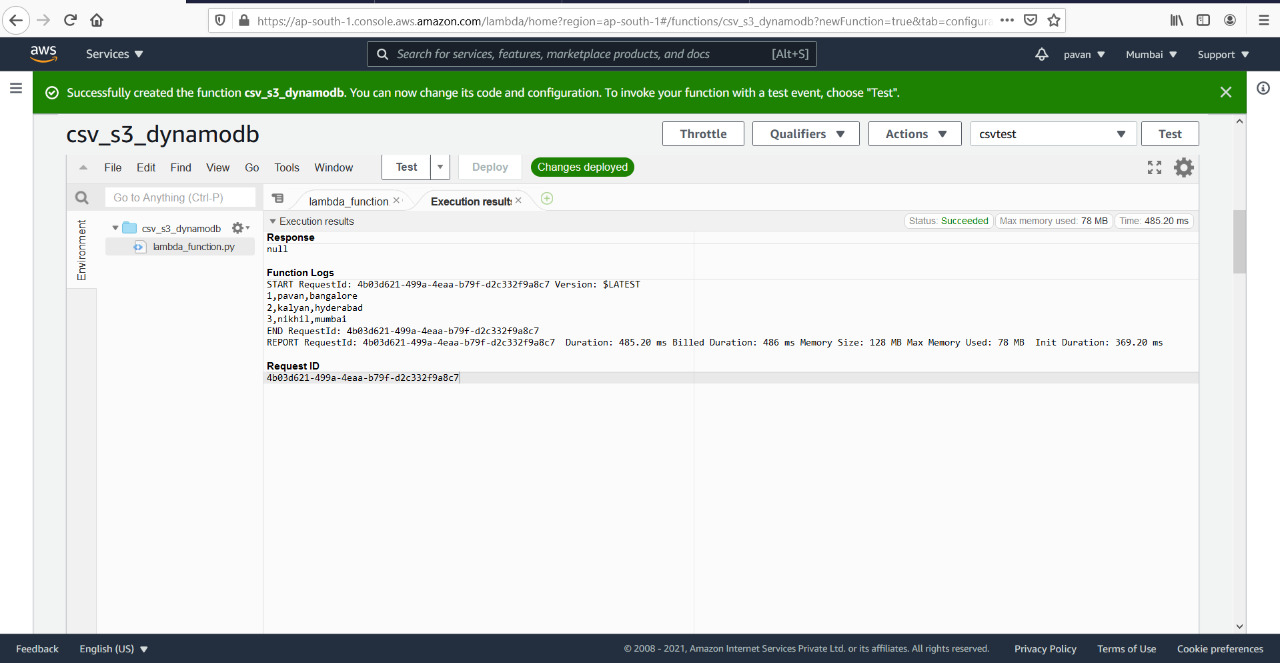 https://ap-south-1.console.aws.amazon.com/lambda/home?region=ap-south-1#/functions/csv_s3_dynamodb?newFunction=true&tab=configura
aws Services Search for services, features, marketplace products, and docs [Alt+S] pavan Mumbai Support
Successfully created the function csv_s3_dynamodb. You can now change its code and configuration. To invoke your function with a test event, choose "Test".
csv_s3_dynamodb Throttle Qualifiers Actions csvtest Test
File Edit Find View Go Tools Window Test Deploy Changes deployed
Go to Anything (Ctrl-P) lambda_function Execution results
Environment
csv_s3_dynamodb
lambda_function.py
Execution results Status: Succeeded Max memory used: 78 MB Time: 485.20 ms
Response
null
Function Logs
START RequestId: 4b03d621-499a-4eaa-b79f-d2c332f9a8c7 Version: $LATEST
1,pavan,bangalore
2,kalyan,hyderabad
3,nikhil,mumbai
END RequestId: 4b03d621-499a-4eaa-b79f-d2c332f9a8c7
REPORT RequestId: 4b03d621-499a-4eaa-b79f-d2c332f9a8c7 Duration: 485.20 ms Billed Duration: 486 ms Memory Size: 128 MB Max Memory Used: 78 MB Init Duration: 369.20 ms
Request ID
4b03d621-499a-4eaa-b79f-d2c332f9a8c7
Feedback English (US) © 2008 - 2021, Amazon Internet Services Private Ltd. or its affiliates. All rights reserved. Privacy Policy Terms of Use Cookie preferences